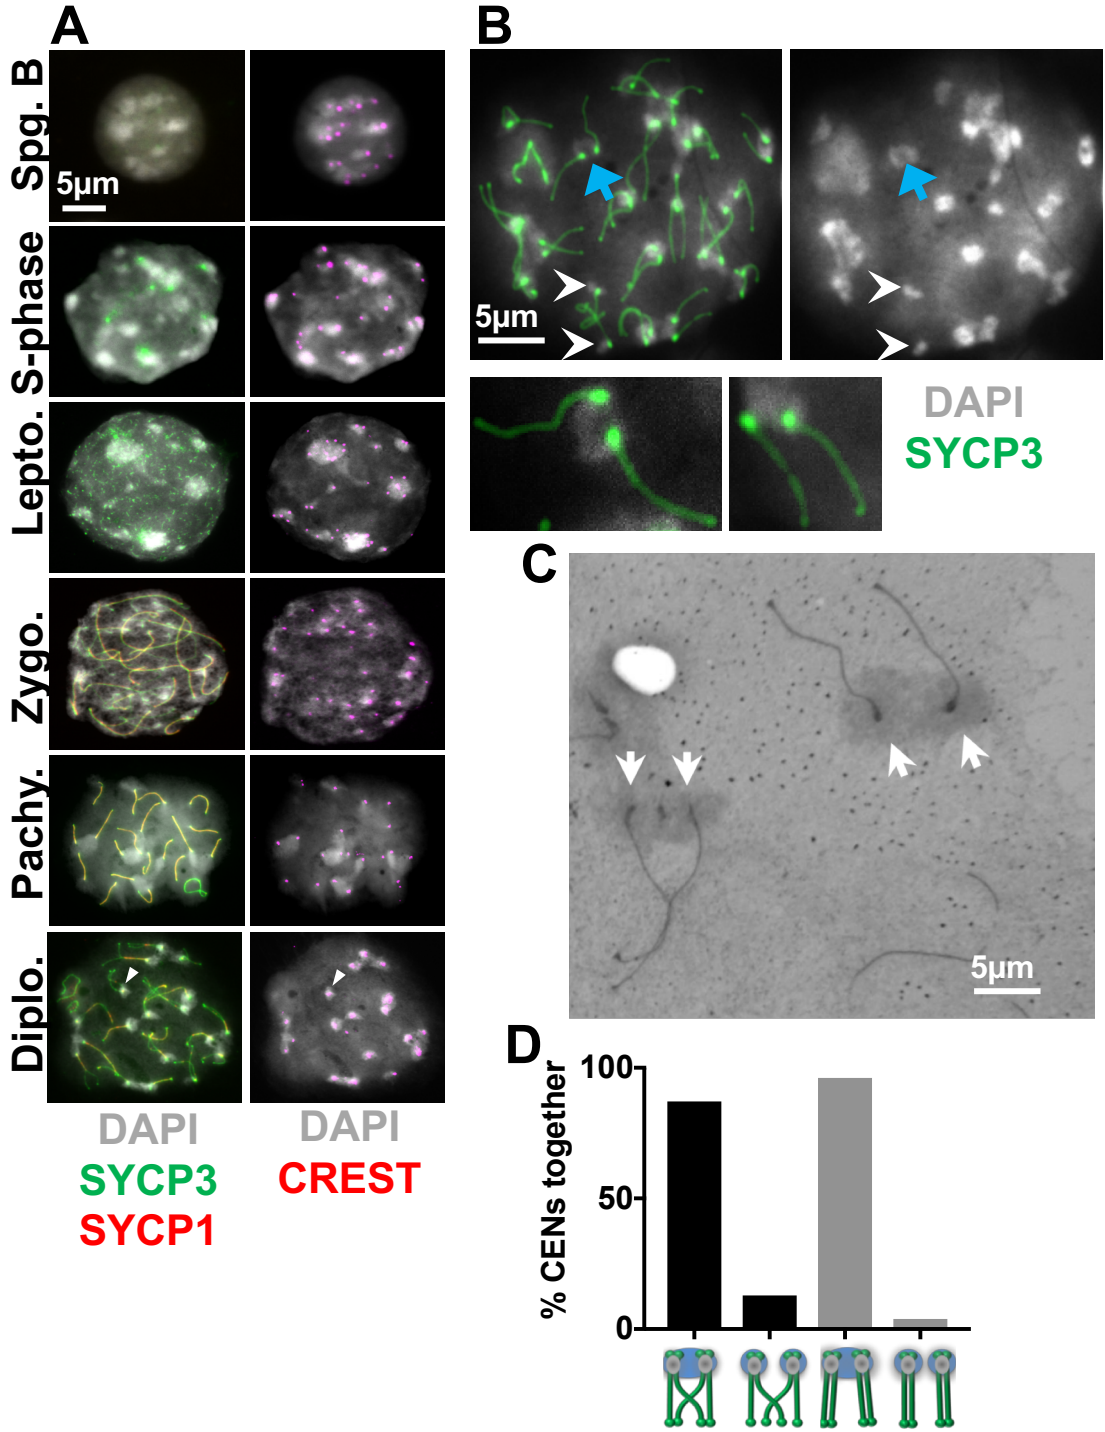 A
Spg. B
5µm
S-phase
Lepto.
Zygo.
Pachy.
Diplo.
DAPI
SYCP3
SYCP1
DAPI
CREST
B
5µm
DAPI
SYCP3
C
5µm
D
% CENs together
100
50
0